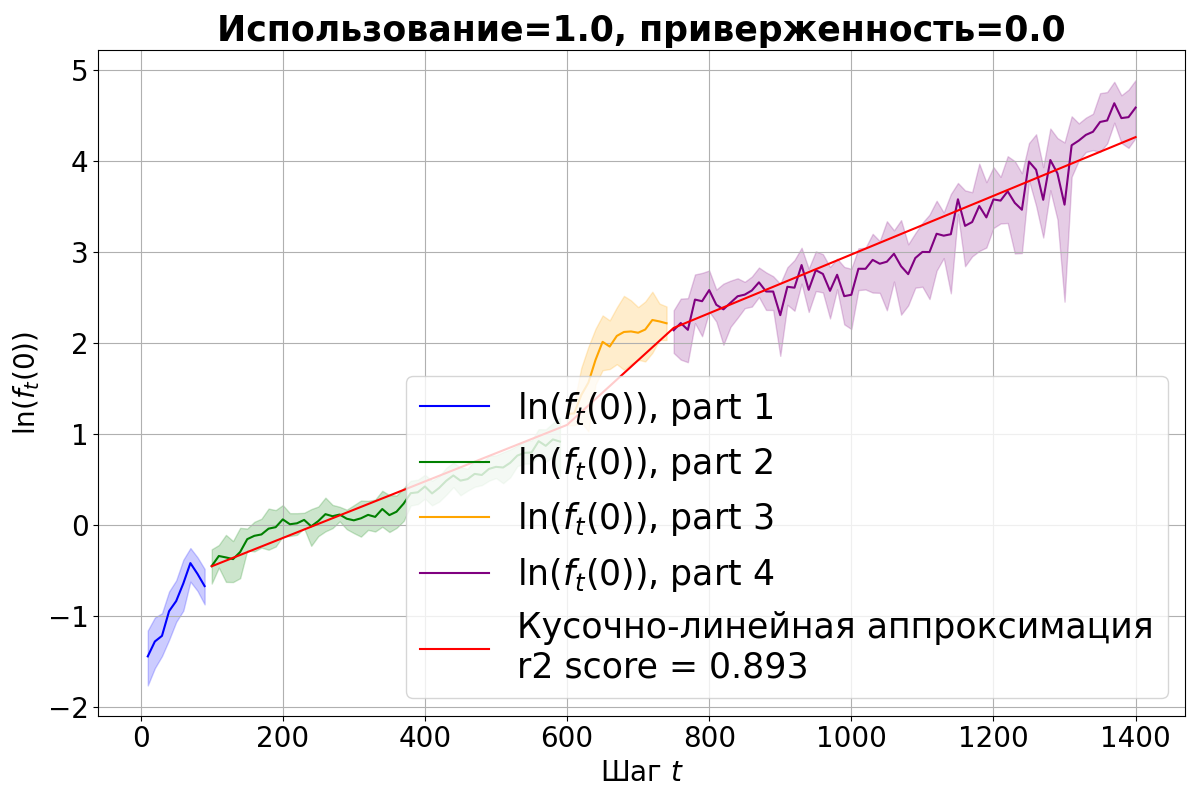 Использование=1.0, приверженность=0.0
ln(f_t(0))
5
4
3
2
1
0
−1
−2
ln(f_t(0)), part 1
ln(f_t(0)), part 2
ln(f_t(0)), part 3
ln(f_t(0)), part 4
Кусочно-линейная аппроксимация
r2 score = 0.893
0 200 400 600 800 1000 1200 1400
Шаг t